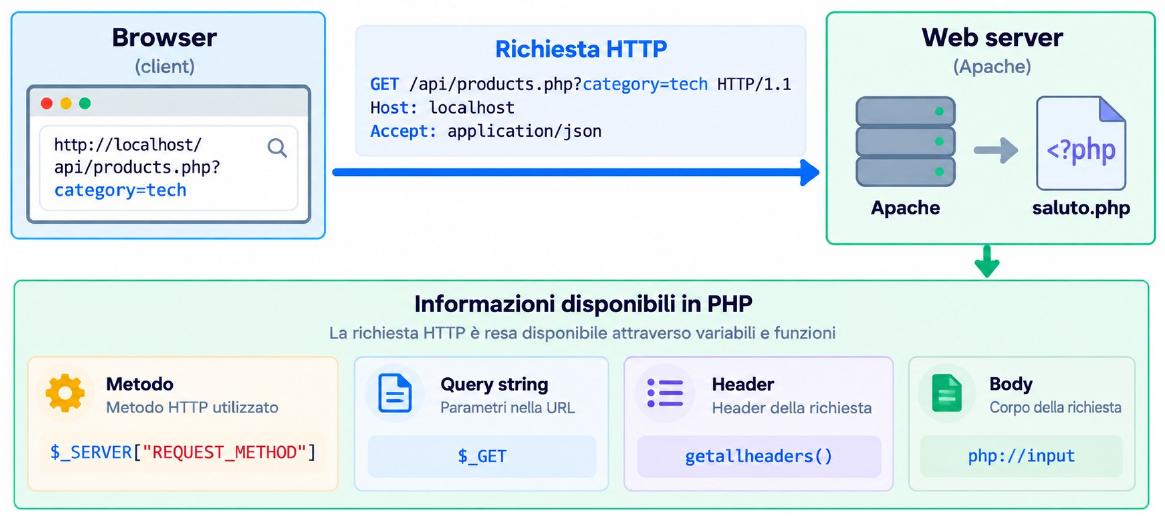 Browser
(client)
http://localhost/
api/products.php?
category=tech
Richiesta HTTP
GET /api/products.php?category=tech HTTP/1.1
Host: localhost
Accept: application/json
Web server
(Apache)
<?php
Apache
saluto.php
Informazioni disponibili in PHP
La richiesta HTTP è resa disponibile attraverso variabili e funzioni
Metodo
Metodo HTTP utilizzato
$_SERVER["REQUEST_METHOD"]
Query string
Parametri nella URL
$_GET
Header
Header della richiesta
getallheaders()
Body
Corpo della richiesta
php://input